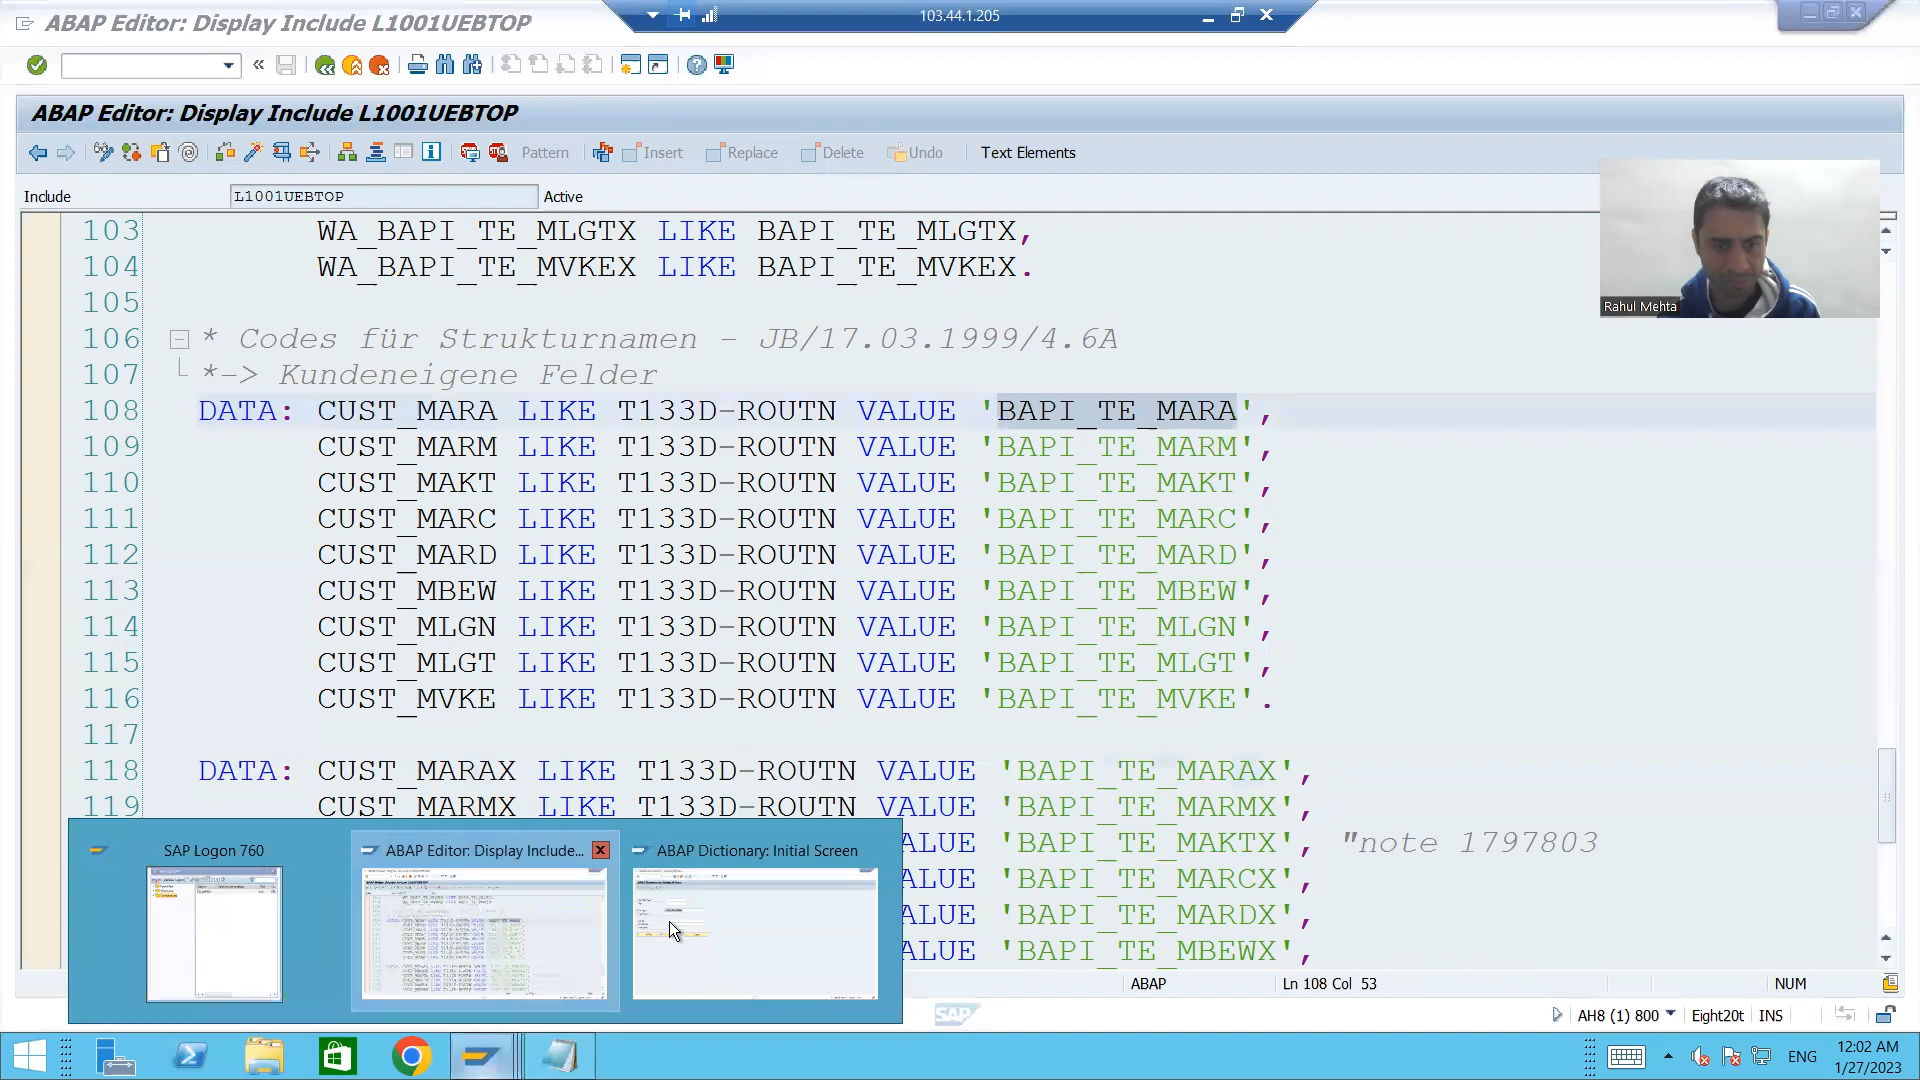 ABAP Editor: Display Include L1001UEBTOP
103.44.1.205
ABAP Editor: Display Include L1001UEBTOP
Pattern
Insert
Replace
Delete
Undo
Text Elements
Include
L1001UEBTOP
Active
103 WA_BAPI_TE_MLGTX LIKE BAPI_TE_MLGTX,
104 WA_BAPI_TE_MVKEX LIKE BAPI_TE_MVKEX.
105
106 * Codes für Strukturnamen - JB/17.03.1999/4.6A
107 *-> Kundeneigene Felder
108 DATA: CUST_MARA LIKE T133D-ROUTN VALUE 'BAPI_TE_MARA',
109 CUST_MARM LIKE T133D-ROUTN VALUE 'BAPI_TE_MARM',
110 CUST_MAKT LIKE T133D-ROUTN VALUE 'BAPI_TE_MAKT',
111 CUST_MARC LIKE T133D-ROUTN VALUE 'BAPI_TE_MARC',
112 CUST_MARD LIKE T133D-ROUTN VALUE 'BAPI_TE_MARD',
113 CUST_MBEW LIKE T133D-ROUTN VALUE 'BAPI_TE_MBEW',
114 CUST_MLGN LIKE T133D-ROUTN VALUE 'BAPI_TE_MLGN',
115 CUST_MLGT LIKE T133D-ROUTN VALUE 'BAPI_TE_MLGT',
116 CUST_MVKE LIKE T133D-ROUTN VALUE 'BAPI_TE_MVKE'.
117
118 DATA: CUST_MARAX LIKE T133D-ROUTN VALUE 'BAPI_TE_MARAX',
119 CUST_MARMX LIKE T133D-ROUTN VALUE 'BAPI_TE_MARMX',
ALUE 'BAPI_TE_MAKTX', "note 1797803
ALUE 'BAPI_TE_MARCX',
ALUE 'BAPI_TE_MARDX',
ALUE 'BAPI_TE_MBEWX',
Rahul Mehta
SAP Logon 760
ABAP Editor: Display Include...
ABAP Dictionary: Initial Screen
ABAP
Ln 108 Col 53
NUM
SAP
AH8 (1) 800
Eight20t
INS
ENG
12:02 AM
1/27/2023